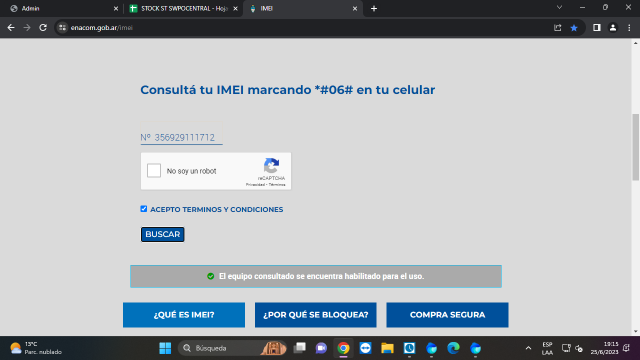 Admin
STOCK ST SWPOCENTRAL - Hoja
IMEI
enacom.gob.ar/imei
Consultá tu IMEI marcando *#06# en tu celular
Nº 356929111712
No soy un robot
reCAPTCHA
Privacidad - Términos
ACEPTO TERMINOS Y CONDICIONES
BUSCAR
El equipo consultado se encuentra habilitado para el uso.
¿QUÉ ES IMEI?
¿POR QUÉ SE BLOQUEA?
COMPRA SEGURA
13°C
Parc. nublado
Búsqueda
ESP
LAA
19:15
25/6/2023